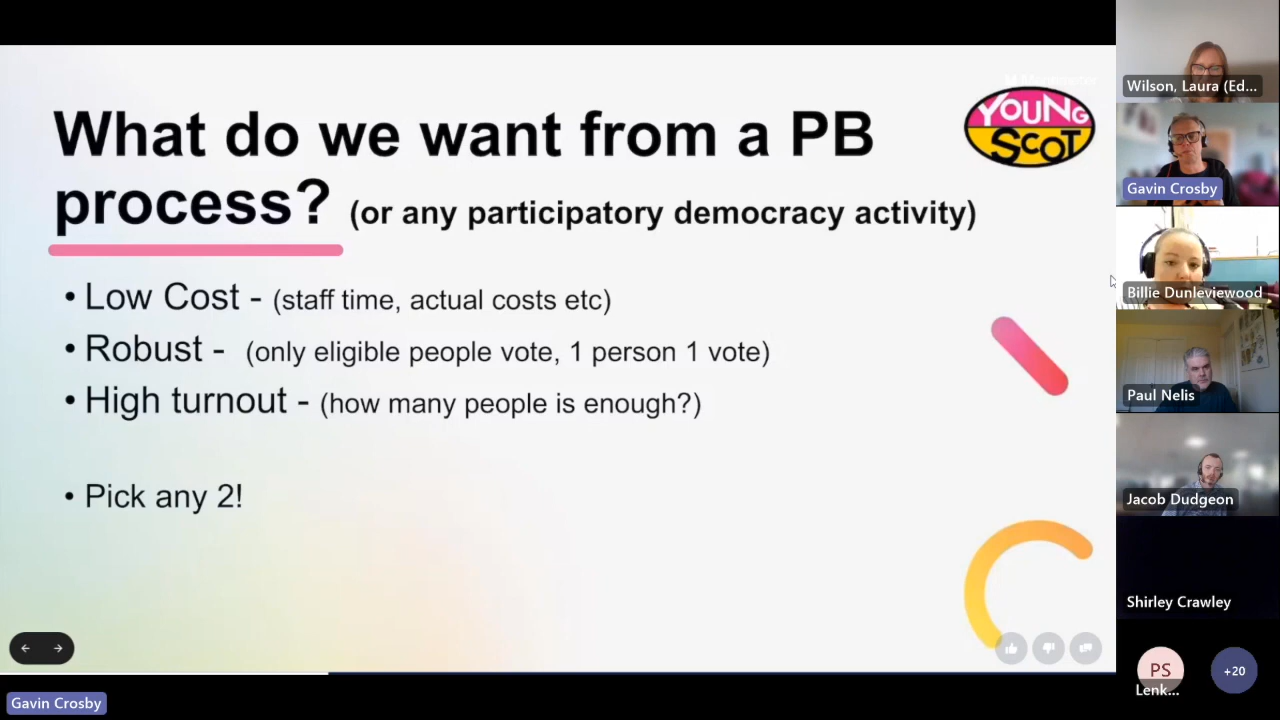 What do we want from a PB
process? (or any participatory democracy activity)
YOUNG
SCOT
• Low Cost - (staff time, actual costs etc)
• Robust - (only eligible people vote, 1 person 1 vote)
• High turnout - (how many people is enough?)
• Pick any 2!
Gavin Crosby
Wilson, Laura (Ed...
Gavin Crosby
Billie Dunleviewood
Paul Nelis
Jacob Dudgeon
Shirley Crawley
PS
Lenk...
+20